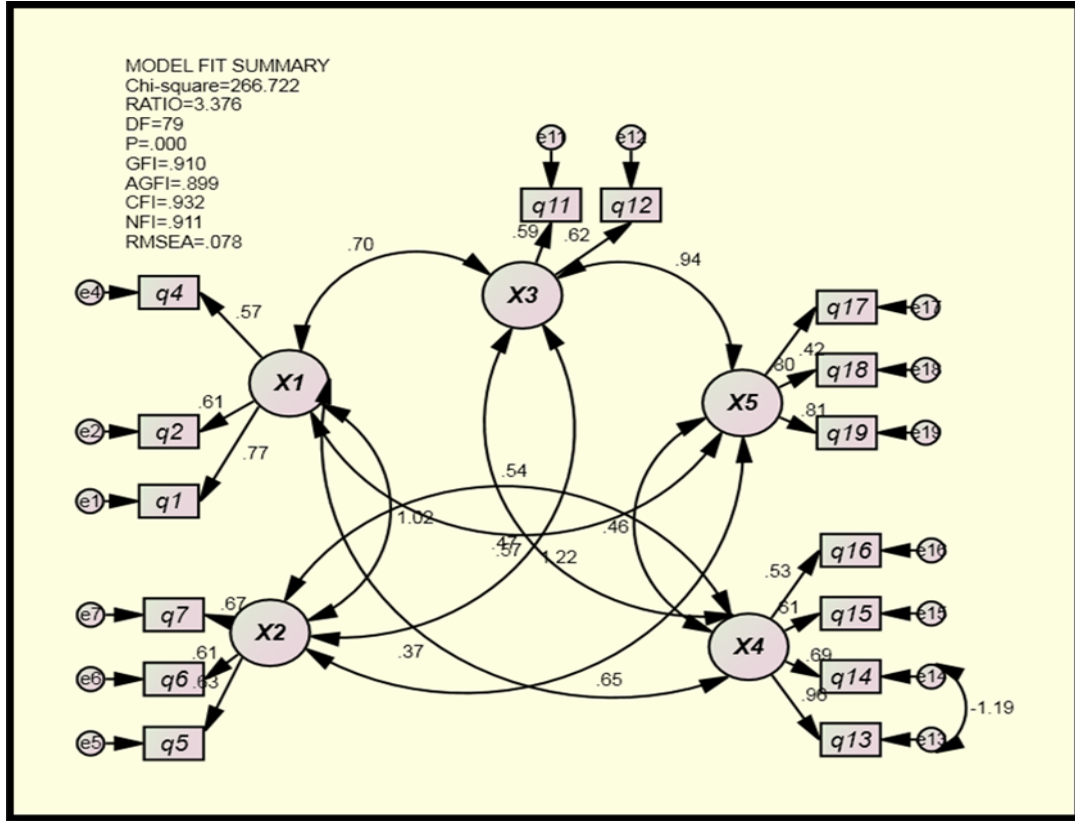 MODEL FIT SUMMARY
Chi-square=266.722
RATIO=3.376
DF=79
P=.000
GFI=.910
AGFI=.899
CFI=.932
NFI=.911
RMSEA=.078
e11 e12
q11 q12
.59 .62
.70
.94
X3
e4 q4
.57
q17 e17
.42
.80
q18 e18
X1
X5
.61
.81
e2 q2
q19 e19
.77
.54
e1 q1
1.02
.46
.47
.57
1.22
q16 e16
.53
e7 q7
.67
.61
q15 e15
X2
X4
.61
.37
.69
e6 q6
.63
.65
q14 e14
.96
-1.19
e5 q5
q13 e13